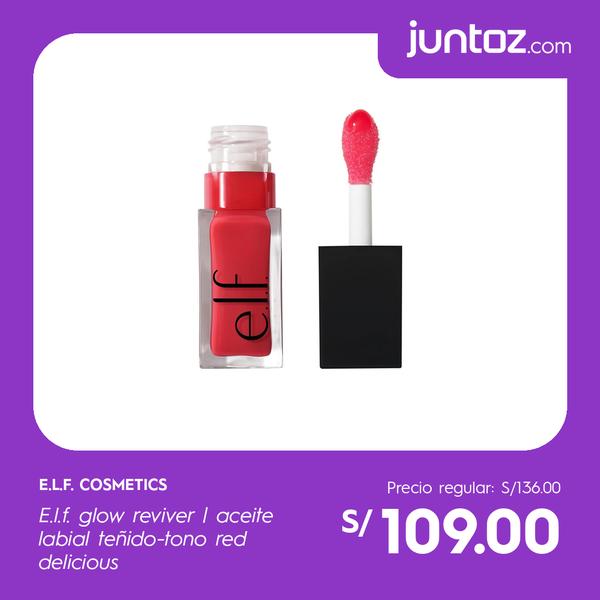 juntoz.com
e.l.f.
E.L.F. COSMETICS
E.l.f. glow reviver | aceite
labial teñido-tono red
delicious
Precio regular: S/136.00
S/ 109.00